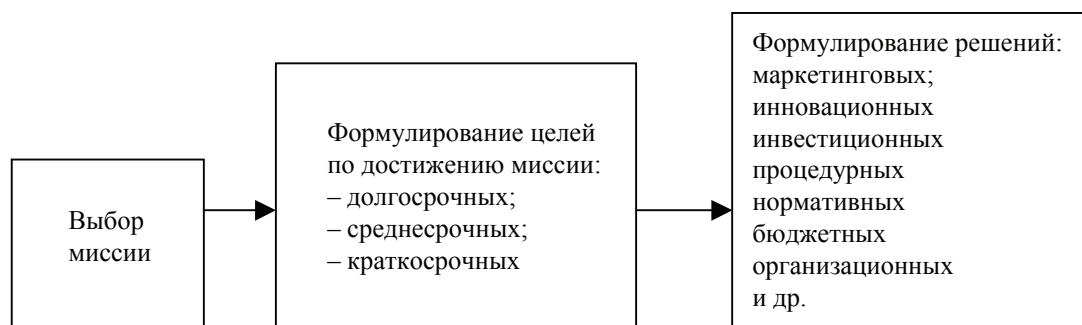 Выбор
миссии
Формулирование целей
по достижению миссии:
– долгосрочных;
– среднесрочных;
– краткосрочных
Формулирование решений:
маркетинговых;
инновационных
инвестиционных
процедурных
нормативных
бюджетных
организационных
и др.